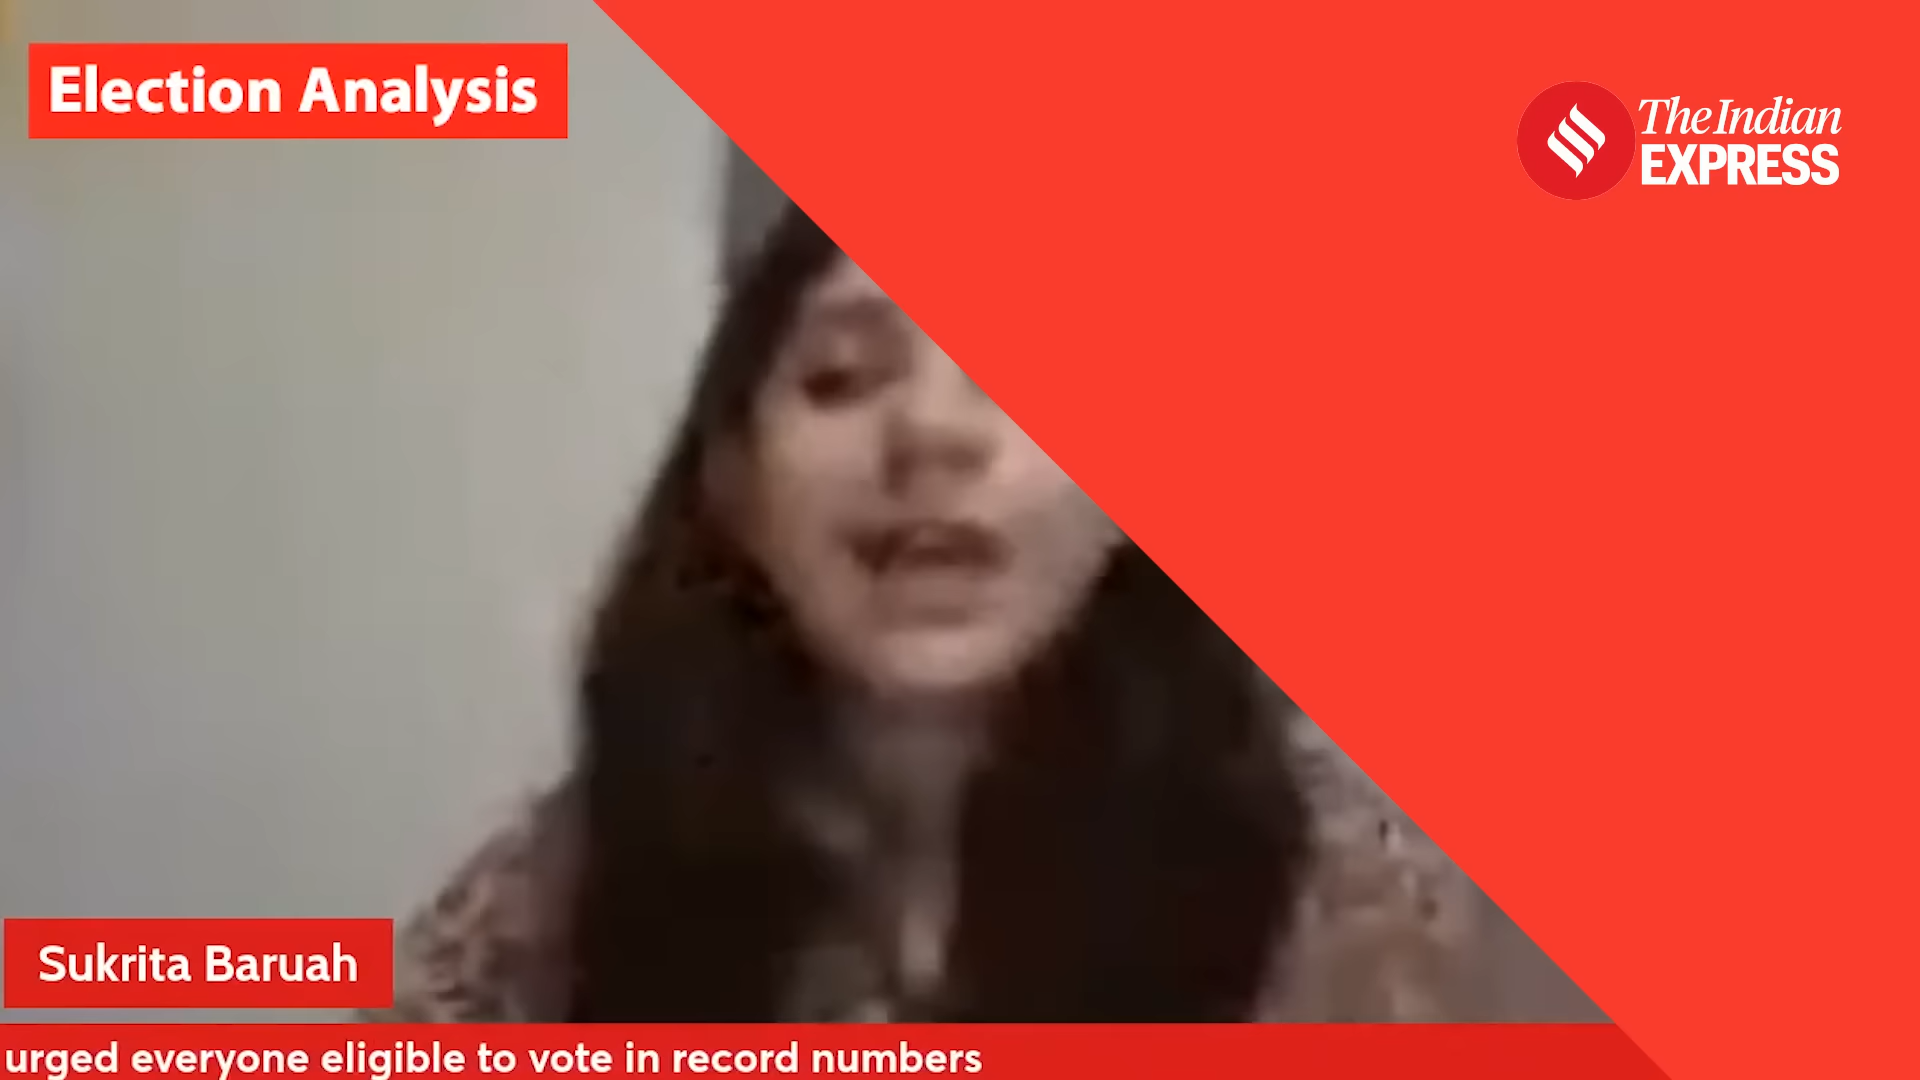 Election Analysis
The Indian
EXPRESS
Sukrita Baruah
urged everyone eligible to vote in record numbers